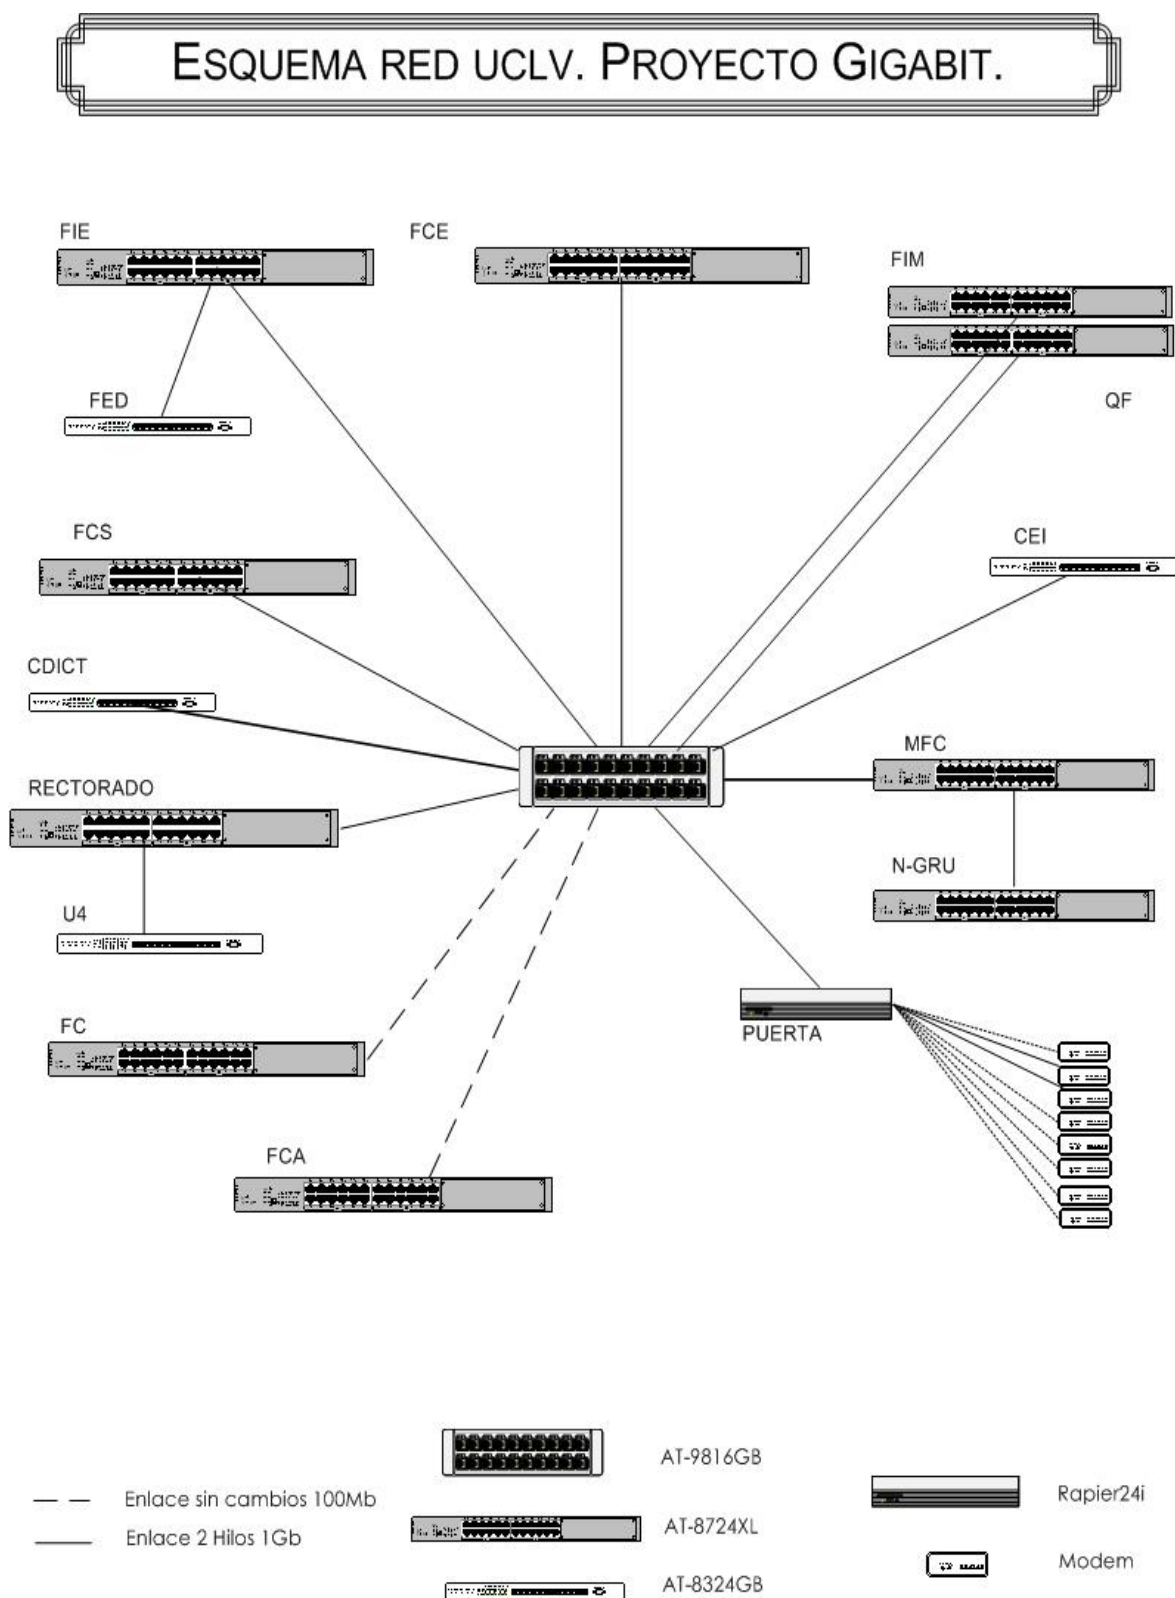 ESQUEMA RED UCLV. PROYECTO GIGABIT.
FIE
FCE
FIM
FED
QF
FCS
CEI
CDICT
MFC
RECTORADO
N-GRU
U4
FC
PUERTA
FCA
AT-9816GB
Enlace sin cambios 100Mb
Rapier24i
Enlace 2 Hilos 1Gb
AT-8724XL
Modem
AT-8324GB